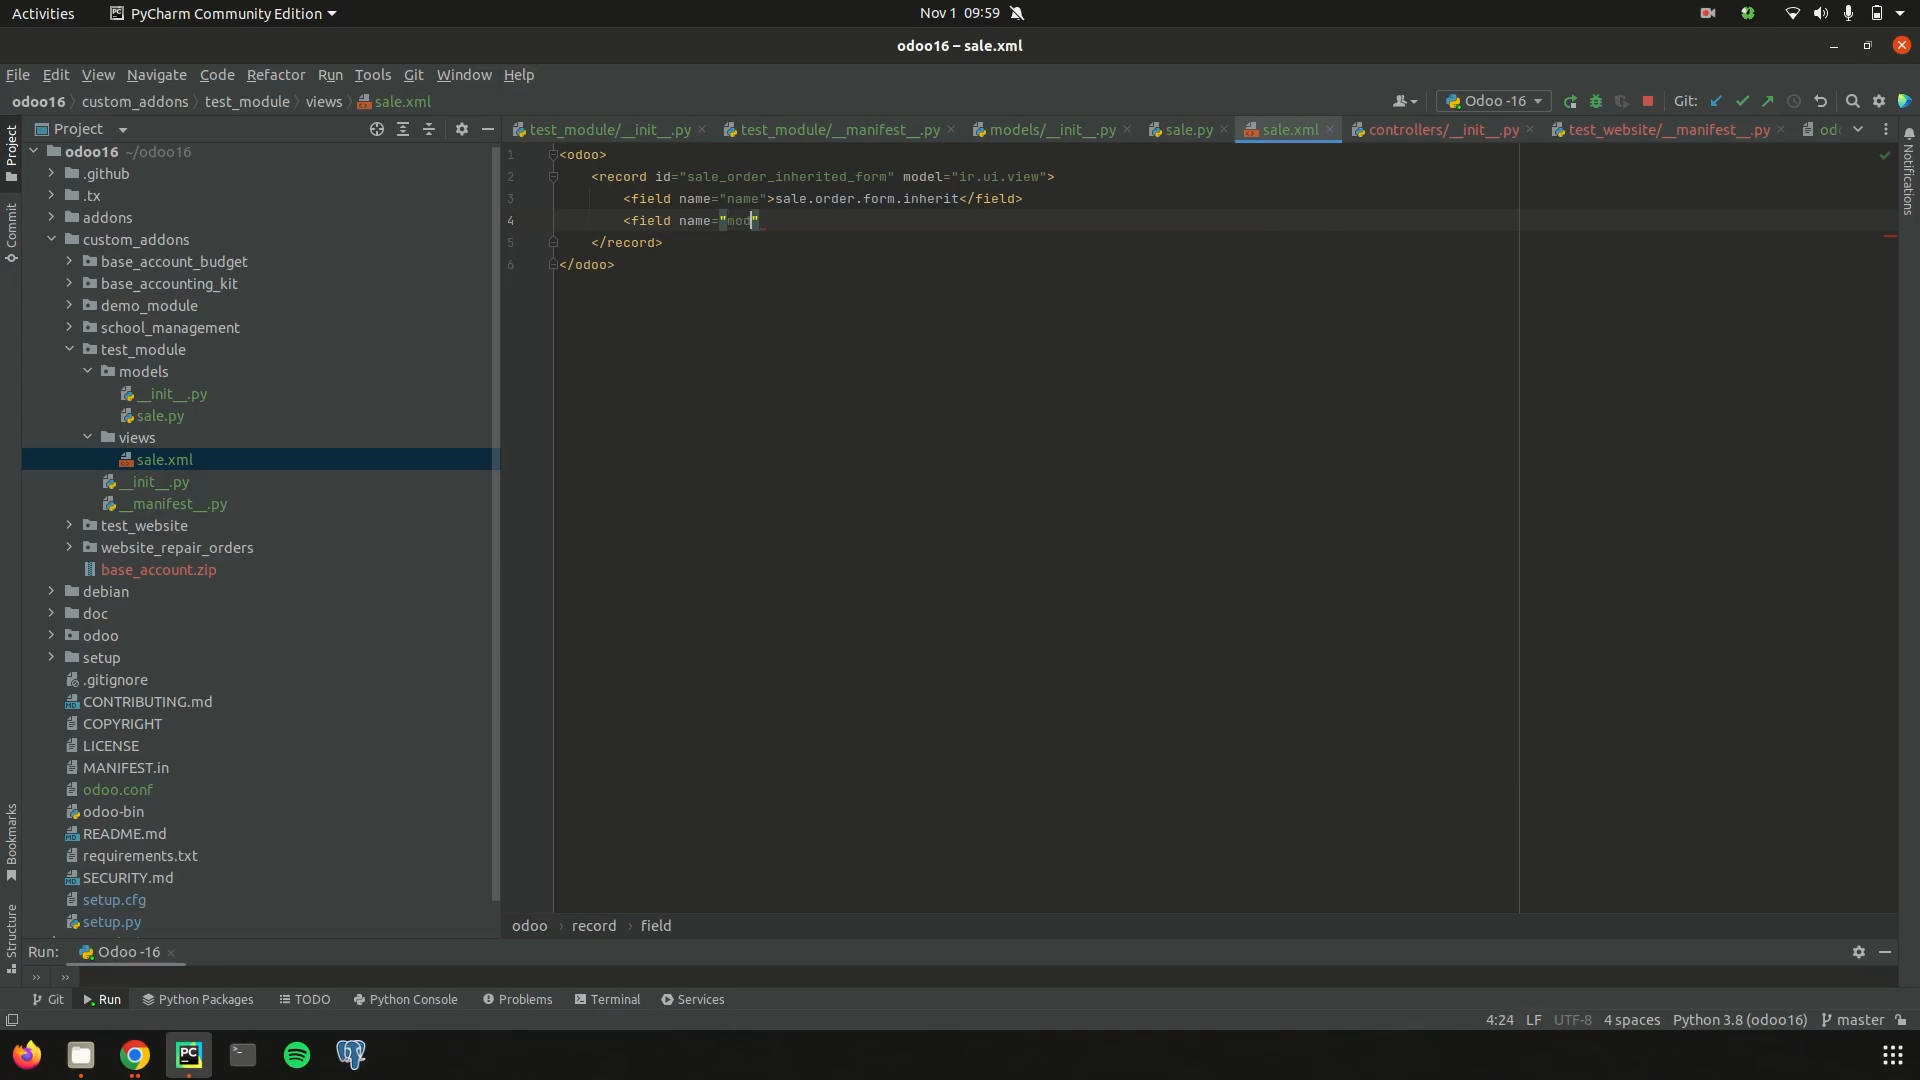 Activities
PyCharm Community Edition
Nov 1 09:59
odoo16 – sale.xml
File Edit View Navigate Code Refactor Run Tools Git Window Help
odoo16 custom_addons test_module views sale.xml
Odoo -16
Git:
Project
test_module/__init__.py
test_module/__manifest__.py
models/__init__.py
sale.py
sale.xml
controllers/__init__.py
test_website/__manifest__.py
Project
Commit
Bookmarks
Structure
Notifications
odoo16 ~/odoo16
.github
.tx
addons
custom_addons
base_account_budget
base_accounting_kit
demo_module
school_management
test_module
models
__init__.py
sale.py
views
sale.xml
__init__.py
__manifest__.py
test_website
website_repair_orders
base_account.zip
debian
doc
odoo
setup
.gitignore
CONTRIBUTING.md
COPYRIGHT
LICENSE
MANIFEST.in
odoo.conf
odoo-bin
README.md
requirements.txt
SECURITY.md
setup.cfg
setup.py
1 <odoo>
2 <record id="sale_order_inherited_form" model="ir.ui.view">
3 <field name="name">sale.order.form.inherit</field>
4 <field name="mod"
5 </record>
6 </odoo>
odoo › record › field
Run: Odoo -16
Git Run Python Packages TODO Python Console Problems Terminal Services
4:24 LF UTF-8 4 spaces Python 3.8 (odoo16) master